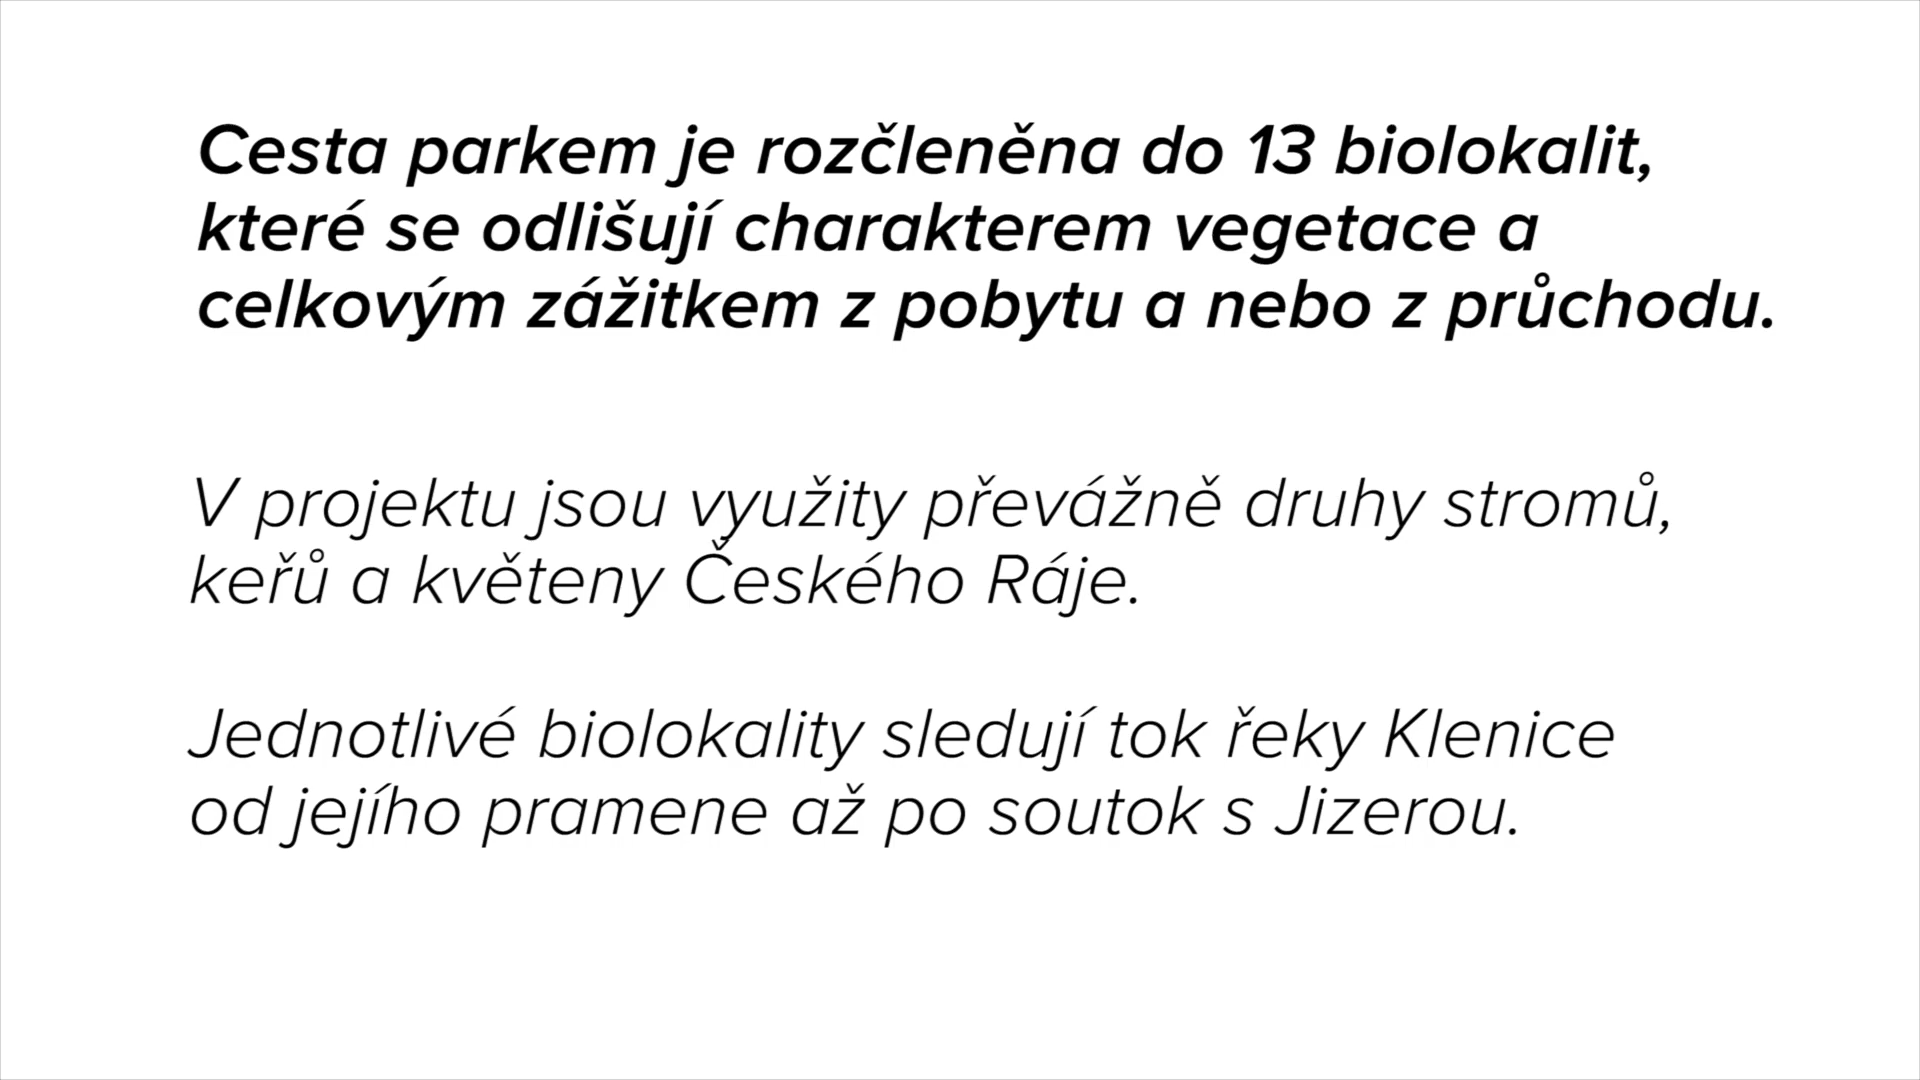 Cesta parkem je rozčleněna do 13 biolokalit,
které se odlišují charakterem vegetace a
celkovým zážitkem z pobytu a nebo z průchodu.
V projektu jsou využity převážně druhy stromů,
keřů a květeny Českého Ráje.
Jednotlivé biolokality sledují tok řeky Klenice
od jejího pramene až po soutok s Jizerou.